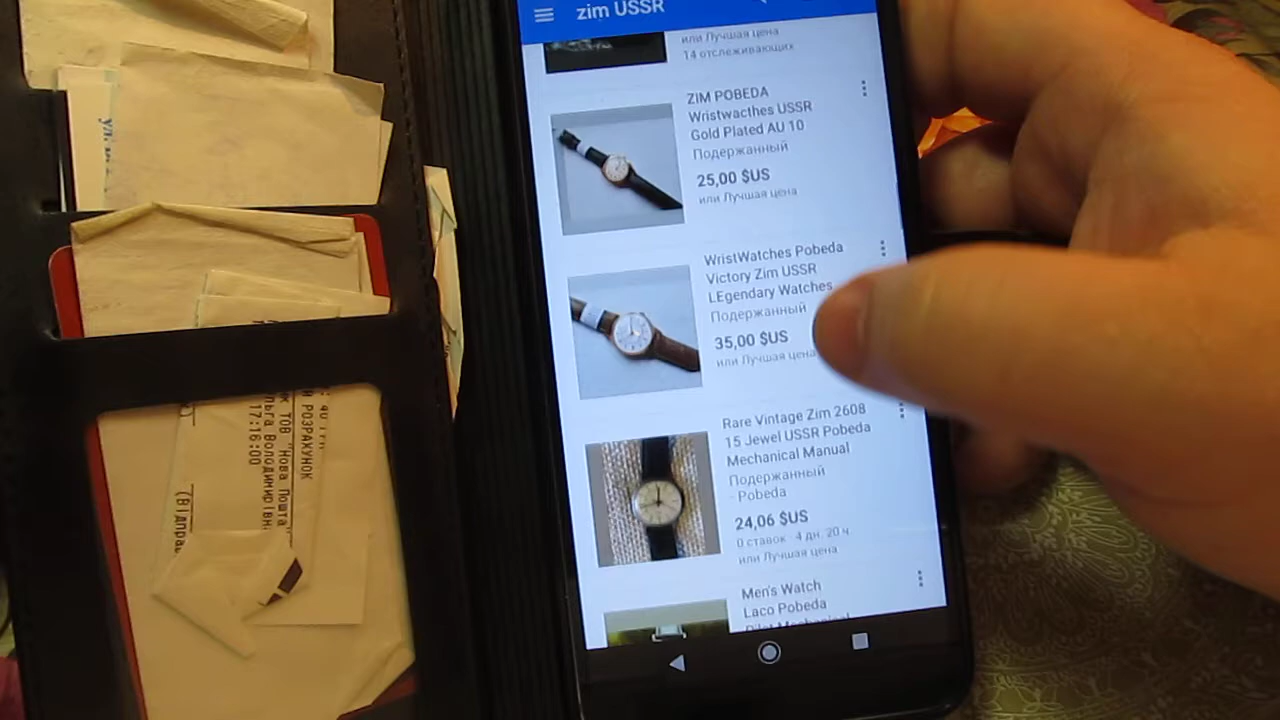 zim USSR
или Лучшая цена
14 отслеживающих
ZIM POBEDA
Wristwacthes USSR
Gold Plated AU 10
Подержанный
25,00 $US
или Лучшая цена
WristWatches Pobeda
Victory Zim USSR
LEgendary Watches
Подержанный
35,00 $US
или Лучшая цена
Rare Vintage Zim 2608
15 Jewel USSR Pobeda
Mechanical Manual
Подержанный
- Pobeda
24,06 $US
0 ставок · 4 дн. 20 ч
или Лучшая цена
Men's Watch
Laco Pobeda
РОЗРАХУНОК
ТОВ "Нова Пошта
17:16:00